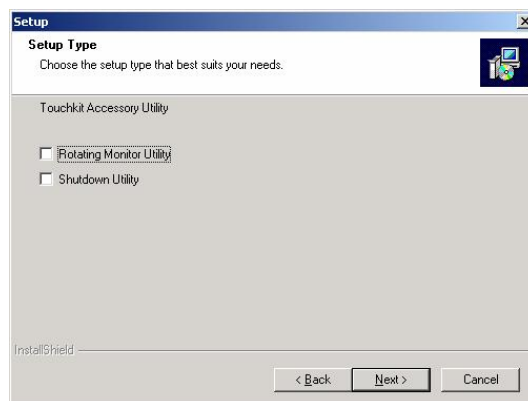 Setup
Setup Type
Choose the setup type that best suits your needs.
Touchkit Accessory Utility
Rotating Monitor Utility
Shutdown Utility
InstallShield
< Back
Next >
Cancel